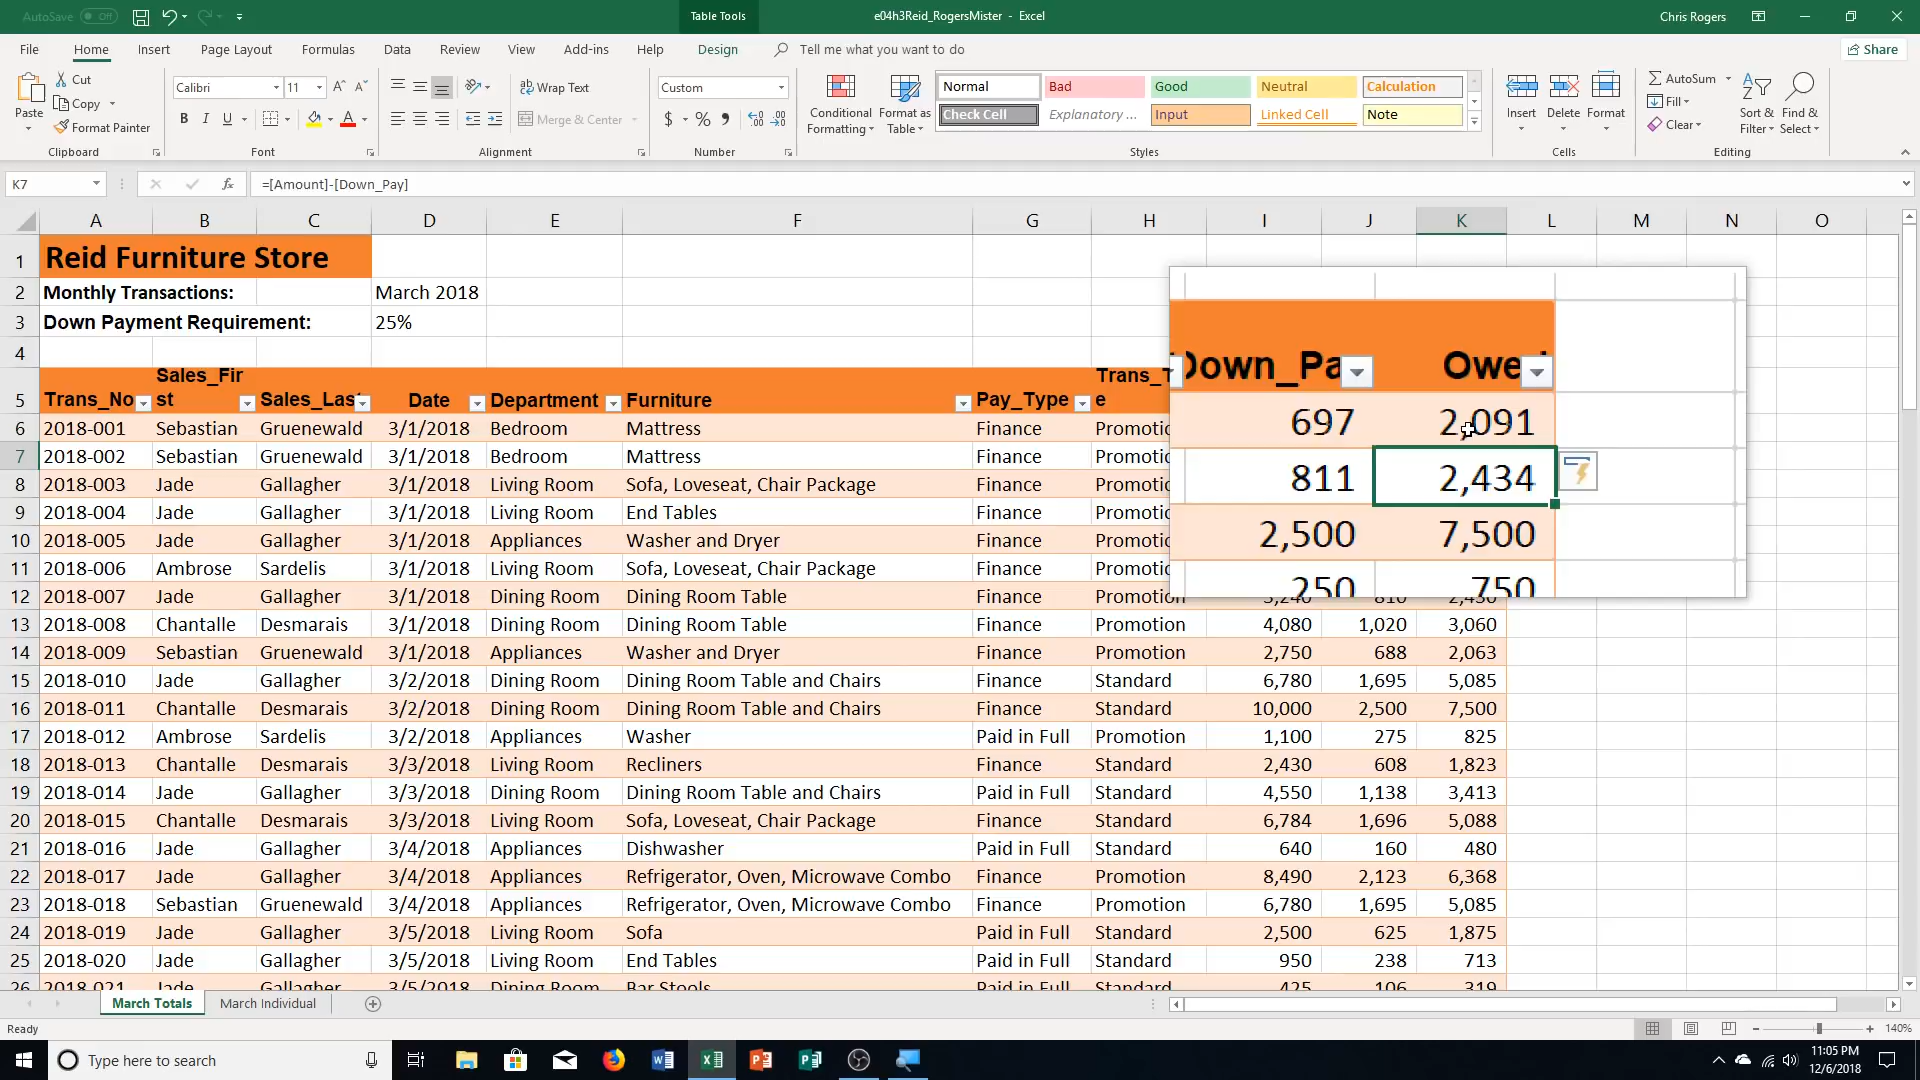 AutoSave Off
Table Tools
e04h3Reid_RogersMister - Excel
Chris Rogers
File Home Insert Page Layout Formulas Data Review View Add-ins Help Design Tell me what you want to do Share
Paste Cut Copy Format Painter Clipboard
Calibri 11 B I U A Font
Wrap Text Merge & Center Alignment
Custom $ % Number
Conditional Formatting Format as Table
Normal Bad Good Neutral Calculation
Check Cell Explanatory ... Input Linked Cell Note
Styles
Insert Delete Format Cells
AutoSum Fill Clear Sort & Filter Find & Select Editing
K7 fx =[Amount]-[Down_Pay]
A B C D E F G H I J K L M N O
1 Reid Furniture Store
2 Monthly Transactions: March 2018
3 Down Payment Requirement: 25%
4
5 Trans_No Sales_First Sales_Last Date Department Furniture Pay_Type
6 2018-001 Sebastian Gruenewald 3/1/2018 Bedroom Mattress Finance
7 2018-002 Sebastian Gruenewald 3/1/2018 Bedroom Mattress Finance
8 2018-003 Jade Gallagher 3/1/2018 Living Room Sofa, Loveseat, Chair Package Finance
9 2018-004 Jade Gallagher 3/1/2018 Living Room End Tables Finance
10 2018-005 Jade Gallagher 3/1/2018 Appliances Washer and Dryer Finance
11 2018-006 Ambrose Sardelis 3/1/2018 Living Room Sofa, Loveseat, Chair Package Finance
12 2018-007 Jade Gallagher 3/1/2018 Dining Room Dining Room Table Finance
13 2018-008 Chantalle Desmarais 3/1/2018 Dining Room Dining Room Table Finance Promotion 4,080 1,020 3,060
14 2018-009 Sebastian Gruenewald 3/1/2018 Appliances Washer and Dryer Finance Promotion 2,750 688 2,063
15 2018-010 Jade Gallagher 3/2/2018 Dining Room Dining Room Table and Chairs Finance Standard 6,780 1,695 5,085
16 2018-011 Chantalle Desmarais 3/2/2018 Dining Room Dining Room Table and Chairs Finance Standard 10,000 2,500 7,500
17 2018-012 Ambrose Sardelis 3/2/2018 Appliances Washer Paid in Full Promotion 1,100 275 825
18 2018-013 Chantalle Desmarais 3/3/2018 Living Room Recliners Finance Standard 2,430 608 1,823
19 2018-014 Jade Gallagher 3/3/2018 Dining Room Dining Room Table and Chairs Paid in Full Standard 4,550 1,138 3,413
20 2018-015 Chantalle Desmarais 3/3/2018 Living Room Sofa, Loveseat, Chair Package Finance Standard 6,784 1,696 5,088
21 2018-016 Jade Gallagher 3/4/2018 Appliances Dishwasher Paid in Full Standard 640 160 480
22 2018-017 Jade Gallagher 3/4/2018 Appliances Refrigerator, Oven, Microwave Combo Finance Promotion 8,490 2,123 6,368
23 2018-018 Sebastian Gruenewald 3/4/2018 Appliances Refrigerator, Oven, Microwave Combo Finance Promotion 6,780 1,695 5,085
24 2018-019 Jade Gallagher 3/5/2018 Living Room Sofa Paid in Full Standard 2,500 625 1,875
25 2018-020 Jade Gallagher 3/5/2018 Living Room End Tables Paid in Full Standard 950 238 713
26 2018-021 Jade Gallagher 3/5/2018 Dining Room Bar Stools Paid in Full Standard 425 106 319
Down_Pa Owe
697 2,091
811 2,434
2,500 7,500
250 750
March Totals March Individual
Ready
140%
Type here to search
11:05 PM
12/6/2018